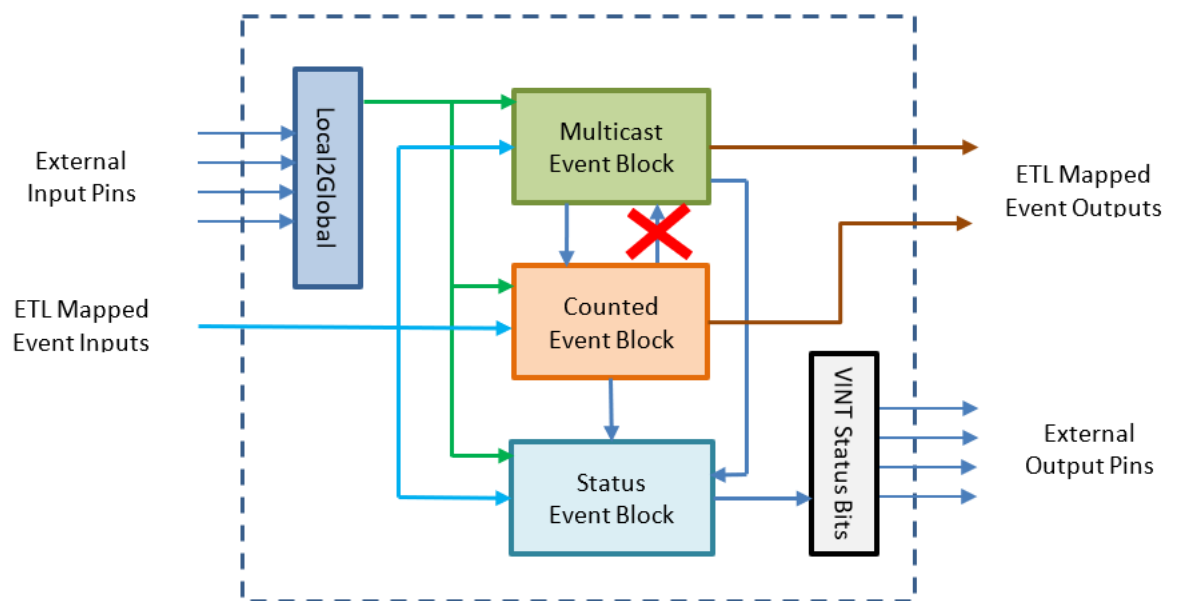 External
Input Pins
ETL Mapped
Event Inputs
Local2Global
Multicast
Event Block
Counted
Event Block
Status
Event Block
VINT Status Bits
ETL Mapped
Event Outputs
External
Output Pins